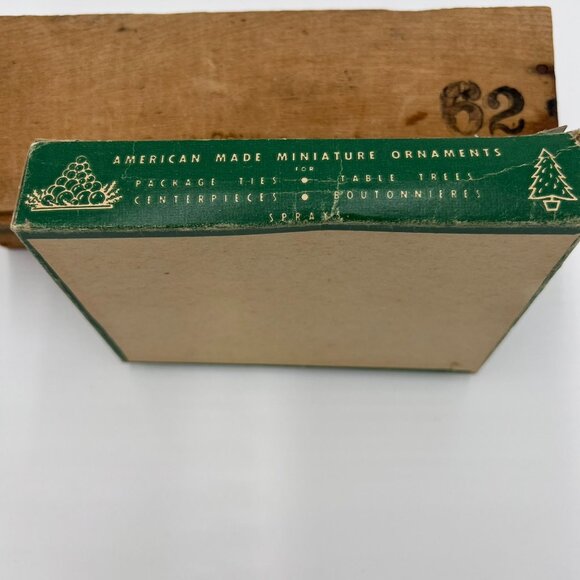 62
AMERICAN MADE MINIATURE ORNAMENTS
FOR
PACKAGE TIES • TABLE TREES
CENTERPIECES • BOUTONNIERES
SPRAYS